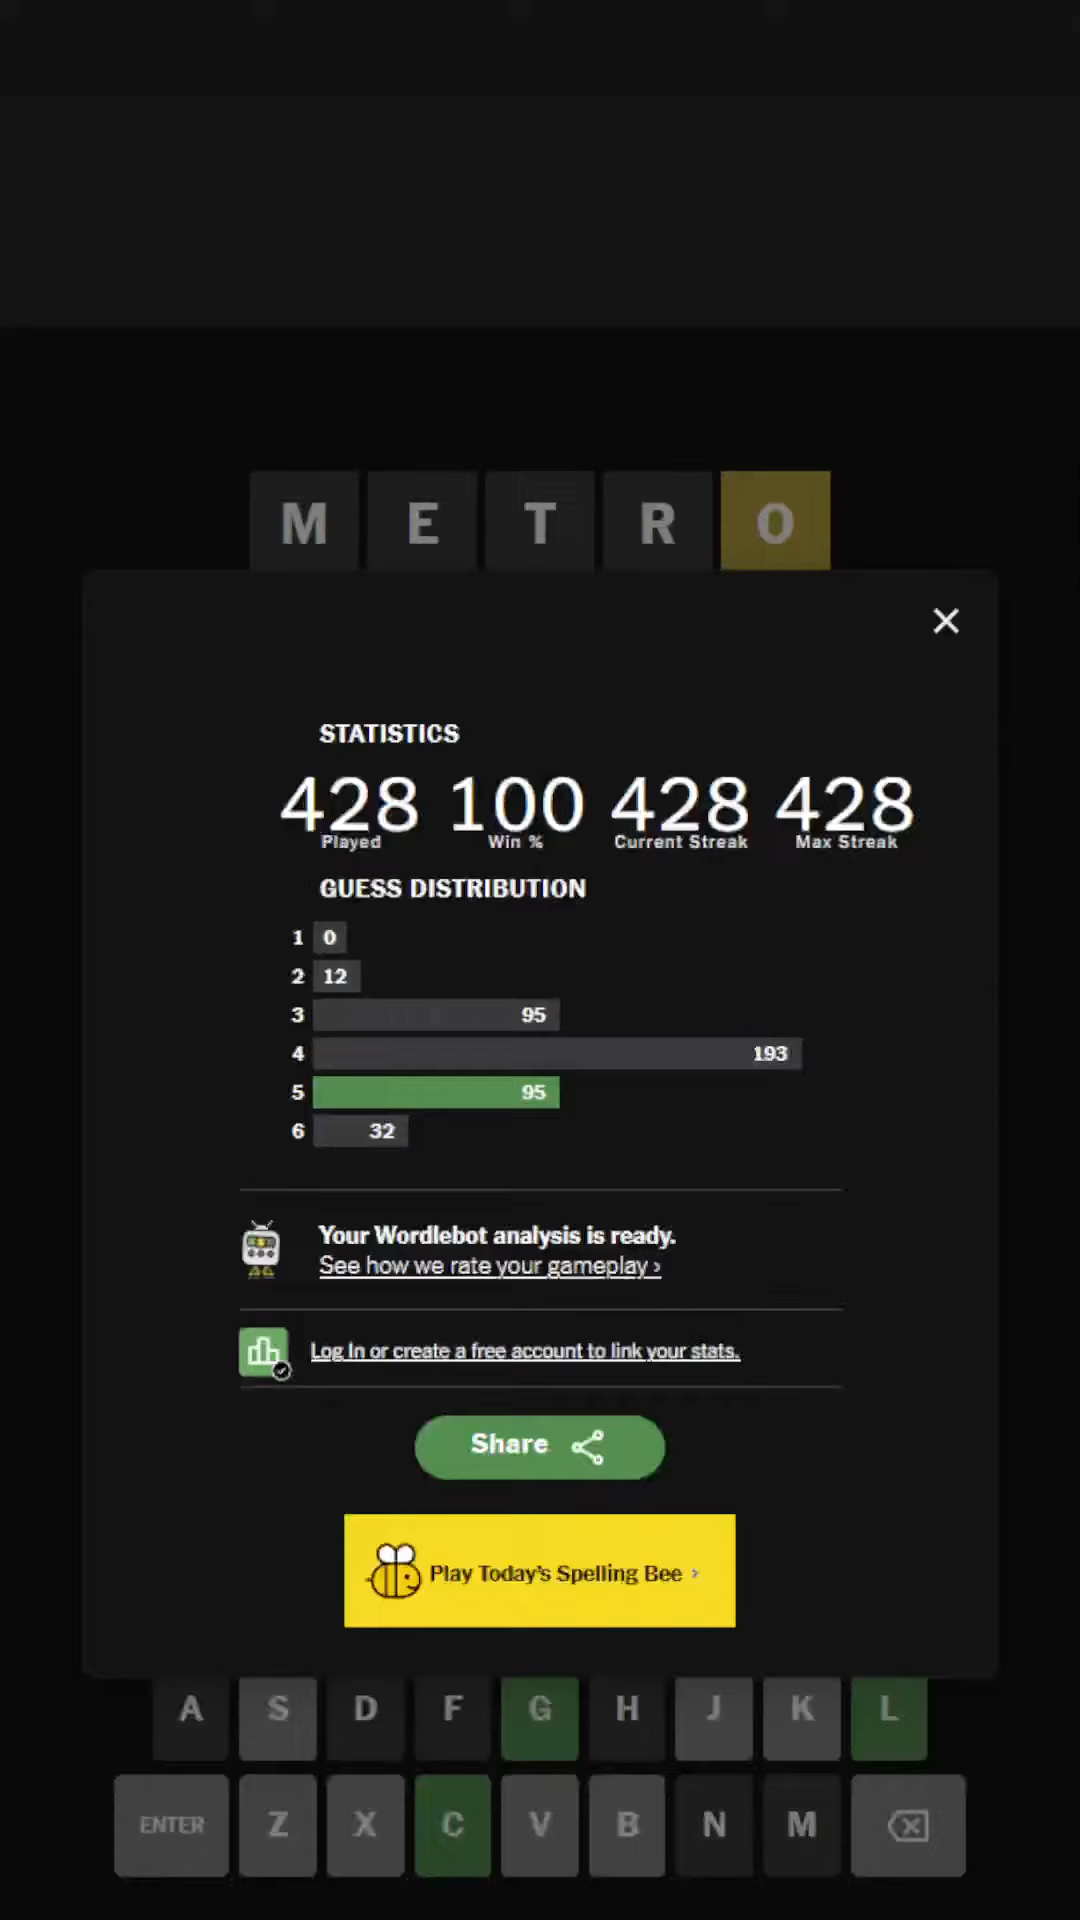 M E T R O
STATISTICS
428 100 428 428
Played Win % Current Streak Max Streak
GUESS DISTRIBUTION
1 0
2 12
3 95
4 193
5 95
6 32
Your Wordlebot analysis is ready.
See how we rate your gameplay ›
Log In or create a free account to link your stats.
Share
Play Today's Spelling Bee ›
A S D F G H J K L
ENTER Z X C V B N M